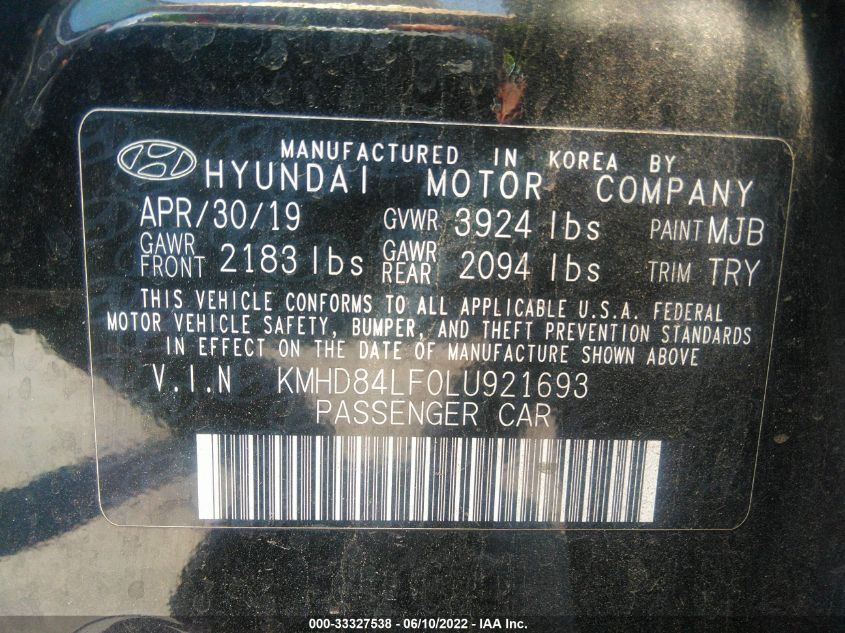 MANUFACTURED IN KOREA BY
HYUNDAI MOTOR COMPANY
APR/30/19 GVWR 3924 lbs PAINT MJB
GAWR FRONT 2183 lbs GAWR REAR 2094 lbs TRIM TRY
THIS VEHICLE CONFORMS TO ALL APPLICABLE U.S.A. FEDERAL
MOTOR VEHICLE SAFETY, BUMPER, AND THEFT PREVENTION STANDARDS
IN EFFECT ON THE DATE OF MANUFACTURE SHOWN ABOVE
V.I.N KMHD84LF0LU921693
PASSENGER CAR
000-33327538 - 06/10/2022 - IAA Inc.